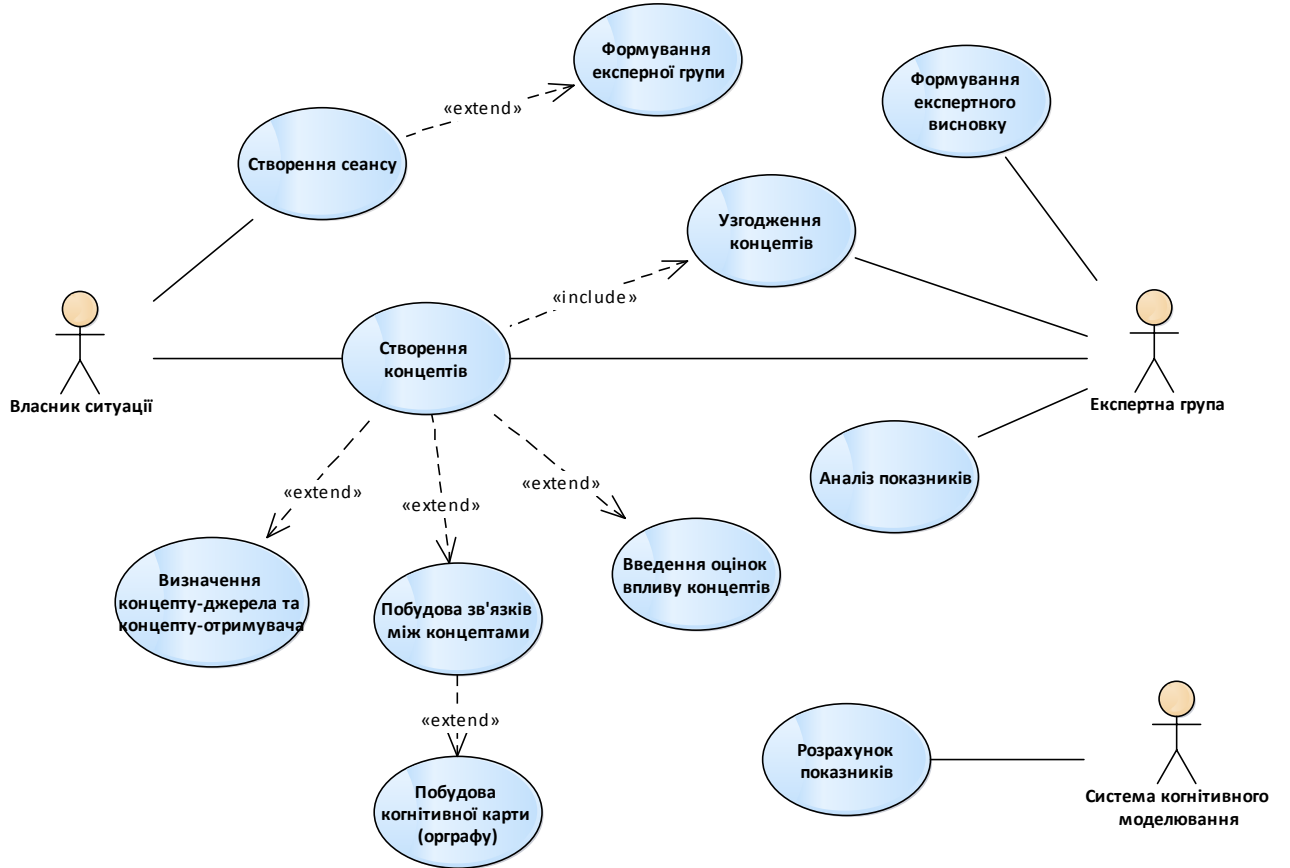 Формування
експерної групи
«extend»
Створення сеансу
Формування
експертного
висновку
Узгодження
концептів
«include»
Створення
концептів
Власник ситуації
Експертна група
Аналіз показників
«extend»
«extend»
«extend»
Визначення
концепту-джерела та
концепту-отримувача
Побудова зв'язків
між концептами
Введення оцінок
впливу концептів
«extend»
Побудова
когнітивної карти
(орграфу)
Розрахунок
показників
Система когнітивного
моделювання